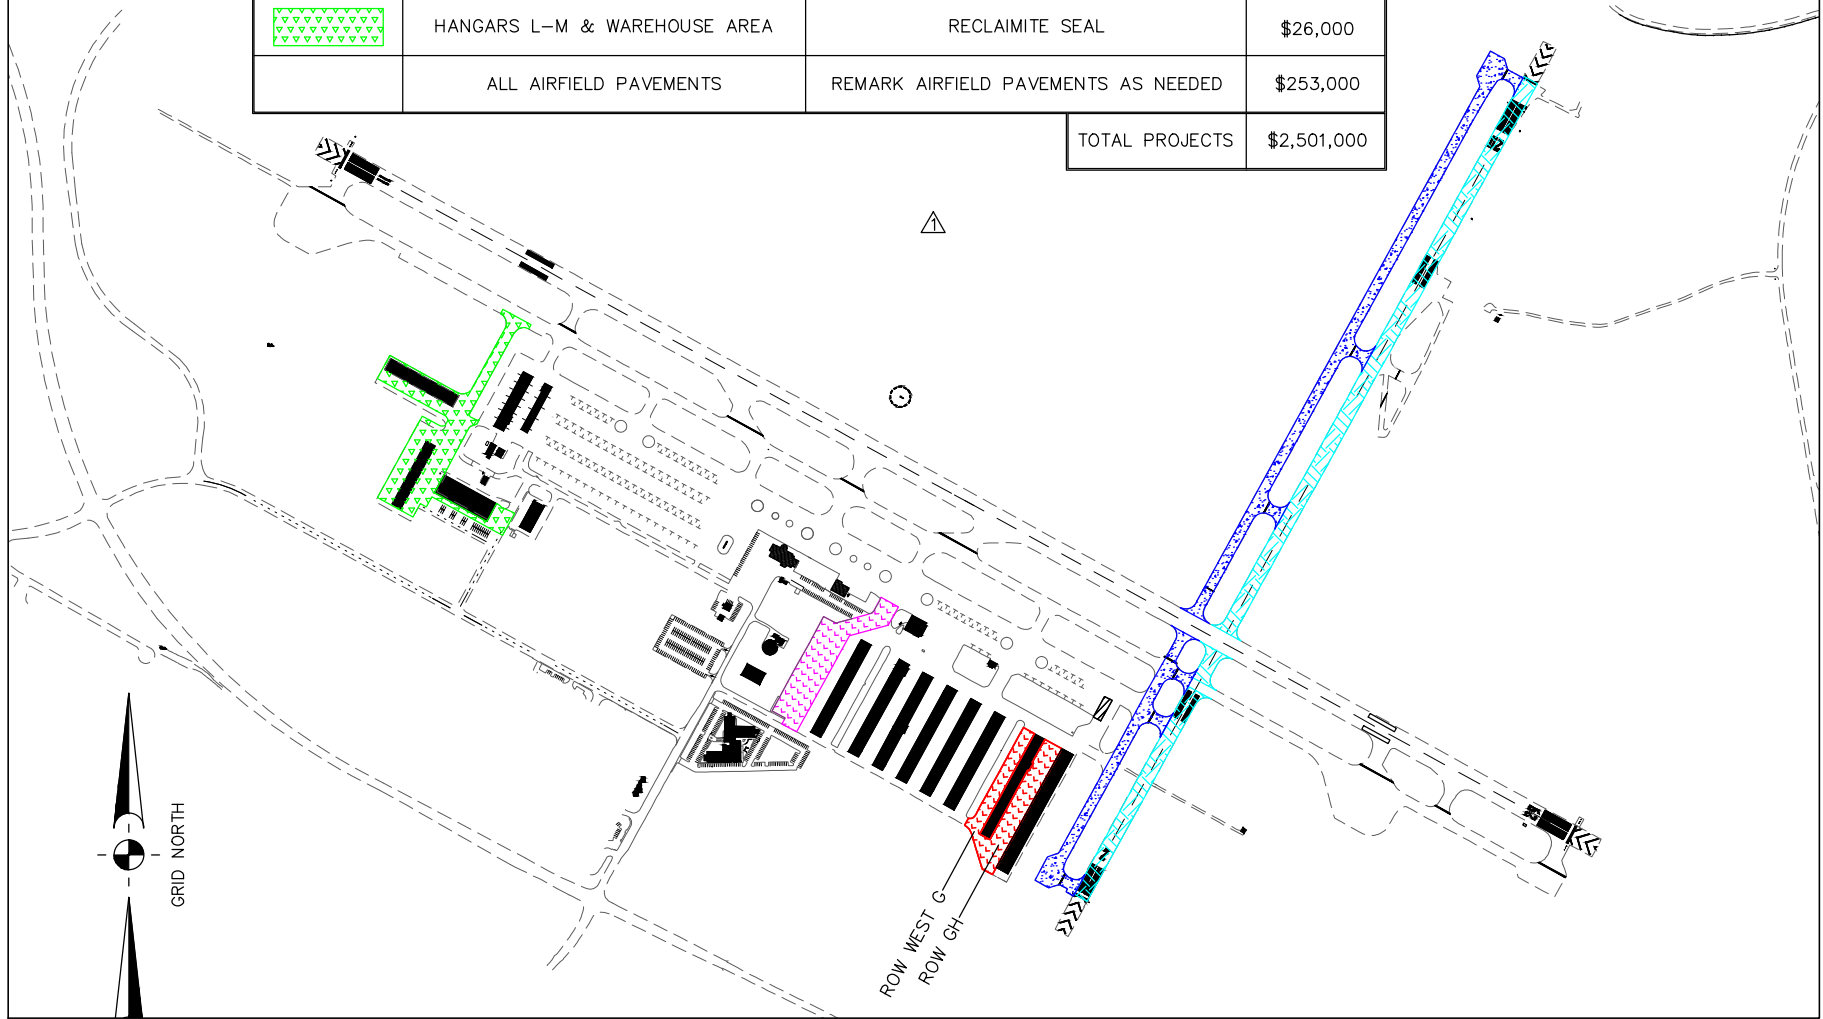 HANGARS L-M & WAREHOUSE AREA RECLAIMITE SEAL $26,000
ALL AIRFIELD PAVEMENTS REMARK AIRFIELD PAVEMENTS AS NEEDED $253,000
TOTAL PROJECTS $2,501,000
1
GRID NORTH
ROW WEST G
ROW GH